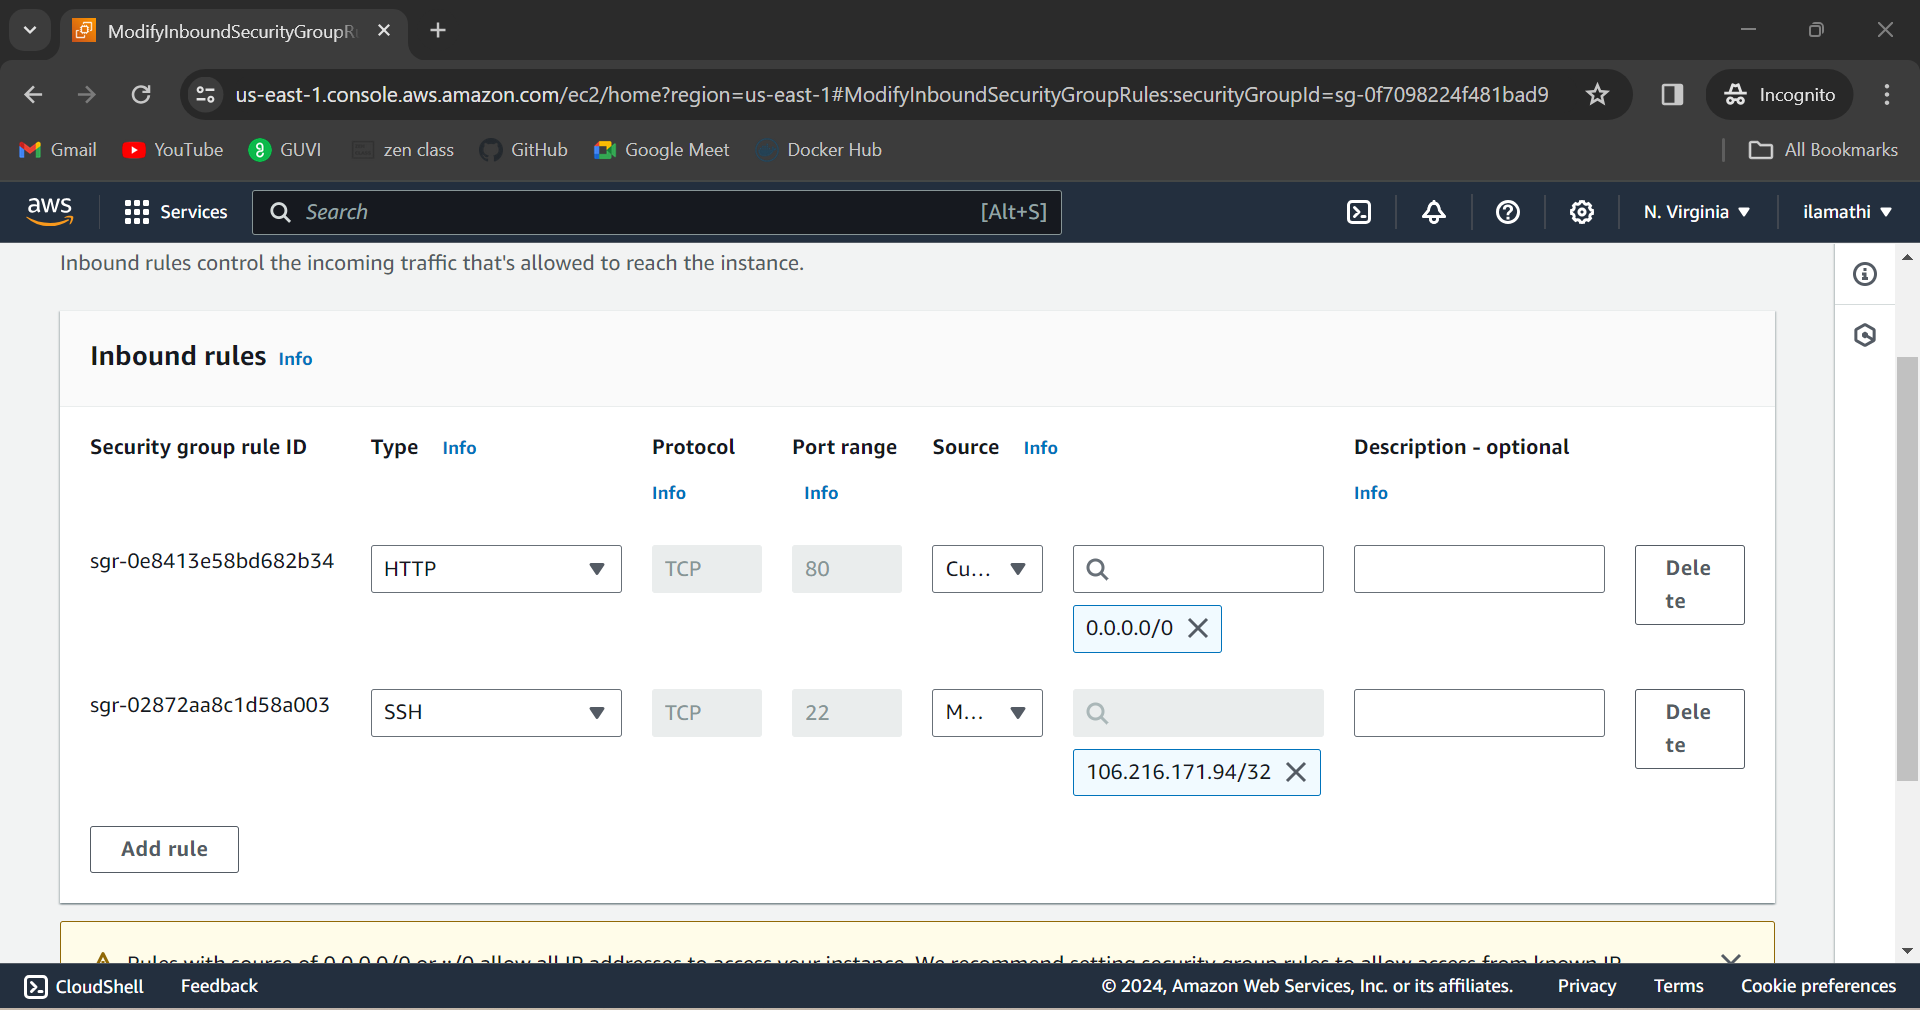 ModifyInboundSecurityGroupR
us-east-1.console.aws.amazon.com/ec2/home?region=us-east-1#ModifyInboundSecurityGroupRules:securityGroupId=sg-0f7098224f481bad9
Incognito
Gmail YouTube GUVI zen class GitHub Google Meet Docker Hub All Bookmarks
aws Services Search [Alt+S] N. Virginia ilamathi
Inbound rules control the incoming traffic that's allowed to reach the instance.
Inbound rules Info
Security group rule ID Type Info Protocol Port range Source Info Description - optional
Info Info Info
sgr-0e8413e58bd682b34 HTTP TCP 80 Cu... Dele
te
0.0.0.0/0
sgr-02872aa8c1d58a003 SSH TCP 22 M... Dele
te
106.216.171.94/32
Add rule
Rules with source of 0.0.0.0/0 or ::/0 allow all IP addresses to access your instance. We recommend setting security group rules to allow access from known IP
CloudShell Feedback © 2024, Amazon Web Services, Inc. or its affiliates. Privacy Terms Cookie preferences